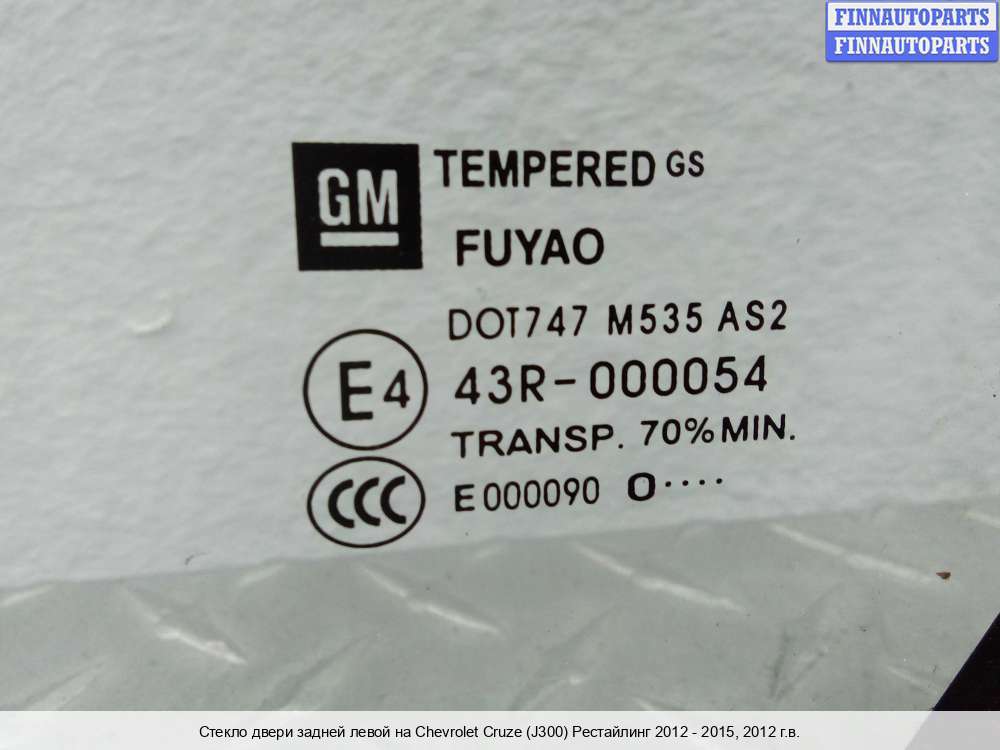 FINNAUTOPARTS
FINNAUTOPARTS
GM
TEMPERED GS
FUYAO
DOT747 M535 AS2
E4
43R-000054
TRANSP. 70% MIN.
CCC
E000090 O....
Стекло двери задней левой на Chevrolet Cruze (J300) Рестайлинг 2012 - 2015, 2012 г.в.